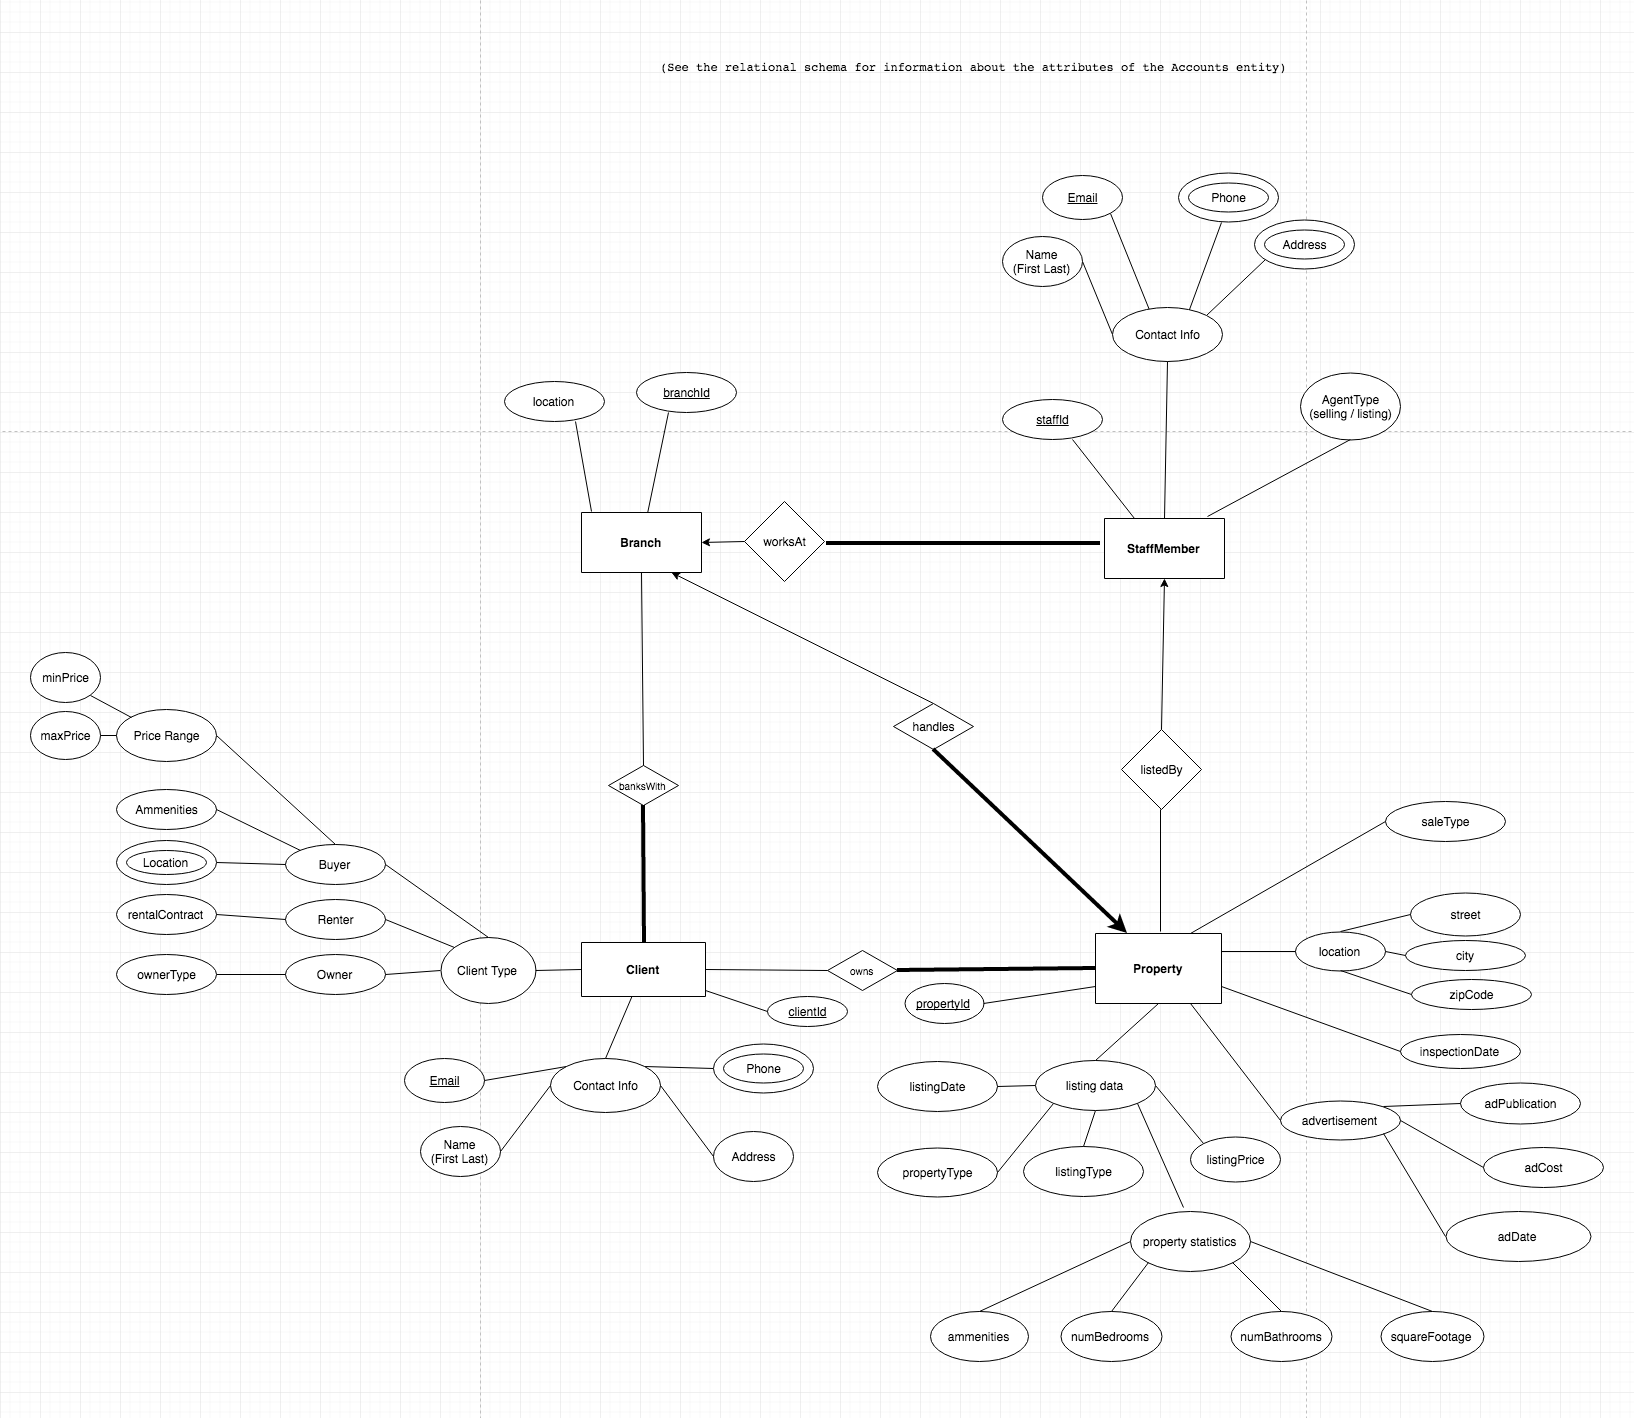 (See the relational schema for information about the attributes of the Accounts entity)
Email
Phone
Address
Name
(First Last)
Contact Info
location
branchId
staffId
AgentType
(selling / listing)
Branch
worksAt
StaffMember
minPrice
maxPrice
Price Range
handles
listedBy
banksWith
Ammenities
Location
Buyer
rentalContract
Renter
ownerType
Owner
Client Type
Client
owns
Property
clientId
propertyId
saleType
street
location
city
zipCode
inspectionDate
Email
Contact Info
Phone
Name
(First Last)
Address
listingDate
listing data
propertyType
listingType
listingPrice
advertisement
adPublication
adCost
adDate
property statistics
ammenities
numBedrooms
numBathrooms
squareFootage